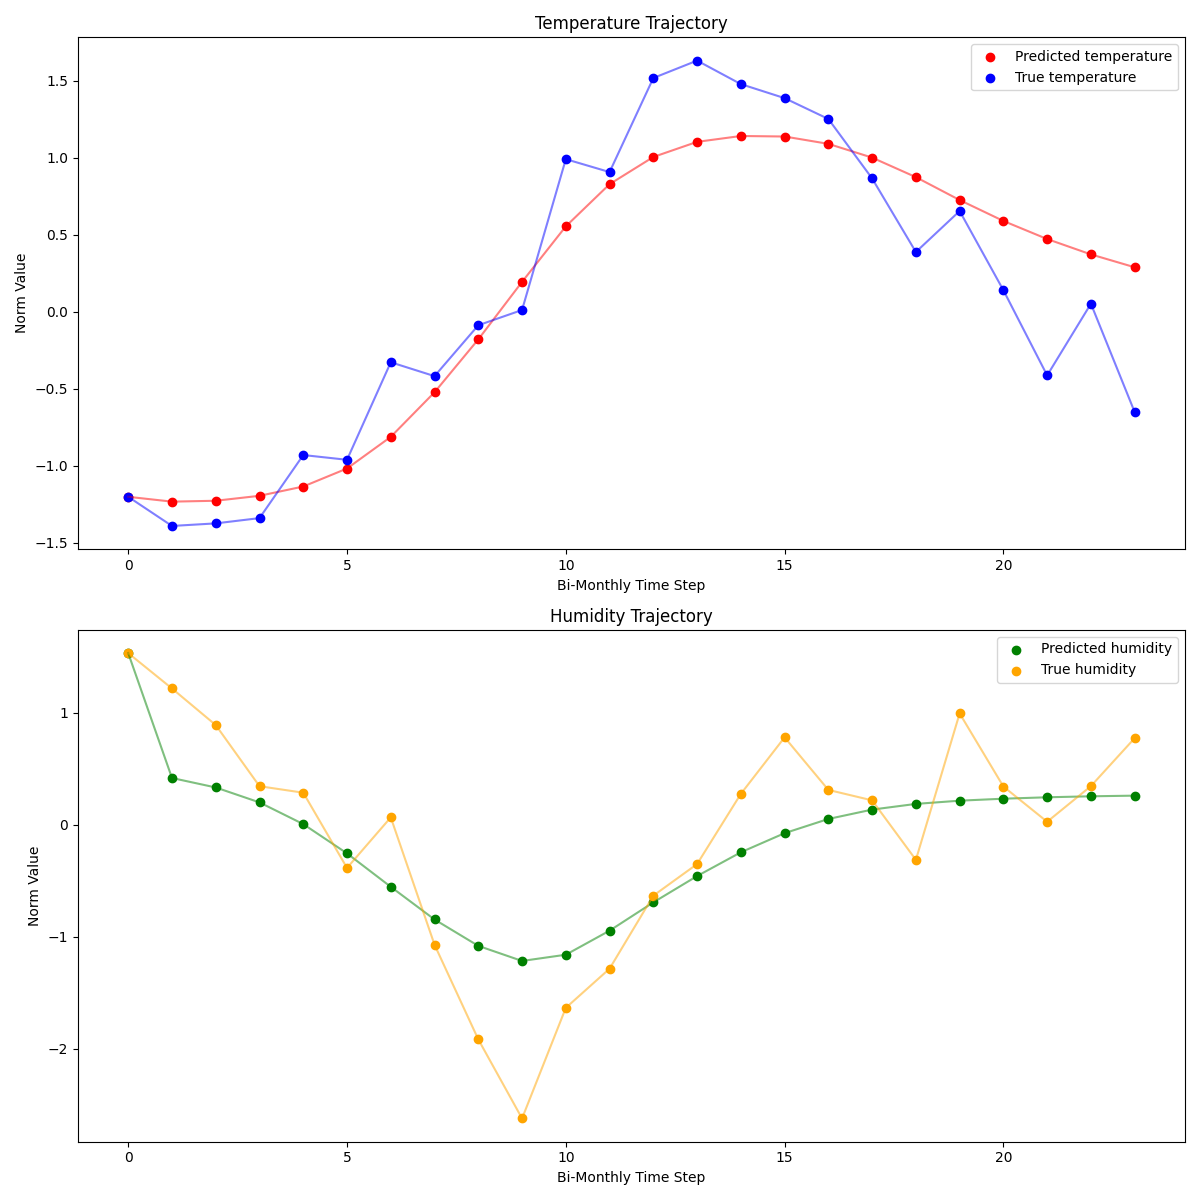 Temperature Trajectory
Predicted temperature
True temperature
1.5
1.0
0.5
0.0
−0.5
−1.0
−1.5
Norm Value
0 5 10 15 20
Bi-Monthly Time Step
Humidity Trajectory
Predicted humidity
True humidity
1
0
−1
−2
Norm Value
0 5 10 15 20
Bi-Monthly Time Step